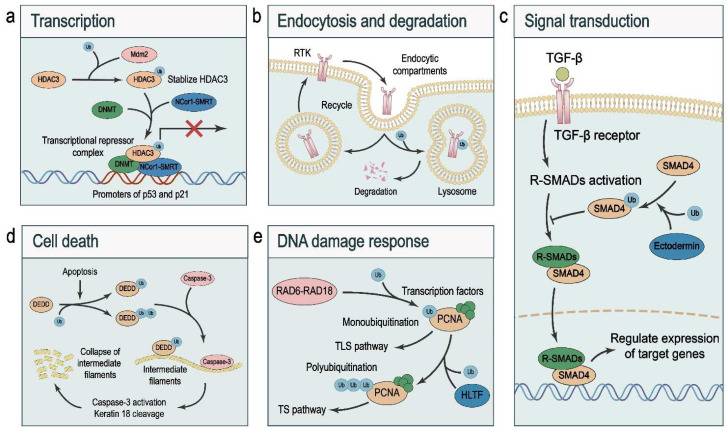 a
Transcription
Ub
Mdm2
HDAC3
HDAC3
Ub
Stablize HDAC3
DNMT
NCor1-SMRT
Transcriptional repressor
complex
HDAC3
Ub
DNMT
NCor1-SMRT
Promoters of p53 and p21
b
Endocytosis and degradation
RTK
Endocytic
compartments
Recycle
Ub
Ub
Degradation
Lysosome
c
Signal transduction
TGF-β
TGF-β receptor
R-SMADs activation
SMAD4
Ub
SMAD4
Ub
Ectodermin
R-SMADs
SMAD4
R-SMADs
SMAD4
Regulate expression
of target genes
d
Cell death
Apoptosis
DEDD
Ub
DEDD
Ub
DEDD
Ub
Ub
Caspase-3
DEDD
Ub
Caspase-3
Collapse of
intermediate
filaments
Intermediate
filaments
Caspase-3 activation
Keratin 18 cleavage
e
DNA damage response
RAD6-RAD18
Ub
Transcription factors
Ub
PCNA
Monoubiquitination
TLS pathway
Polyubiquitination
Ub
Ub
Ub
PCNA
Ub
HLTF
TS pathway